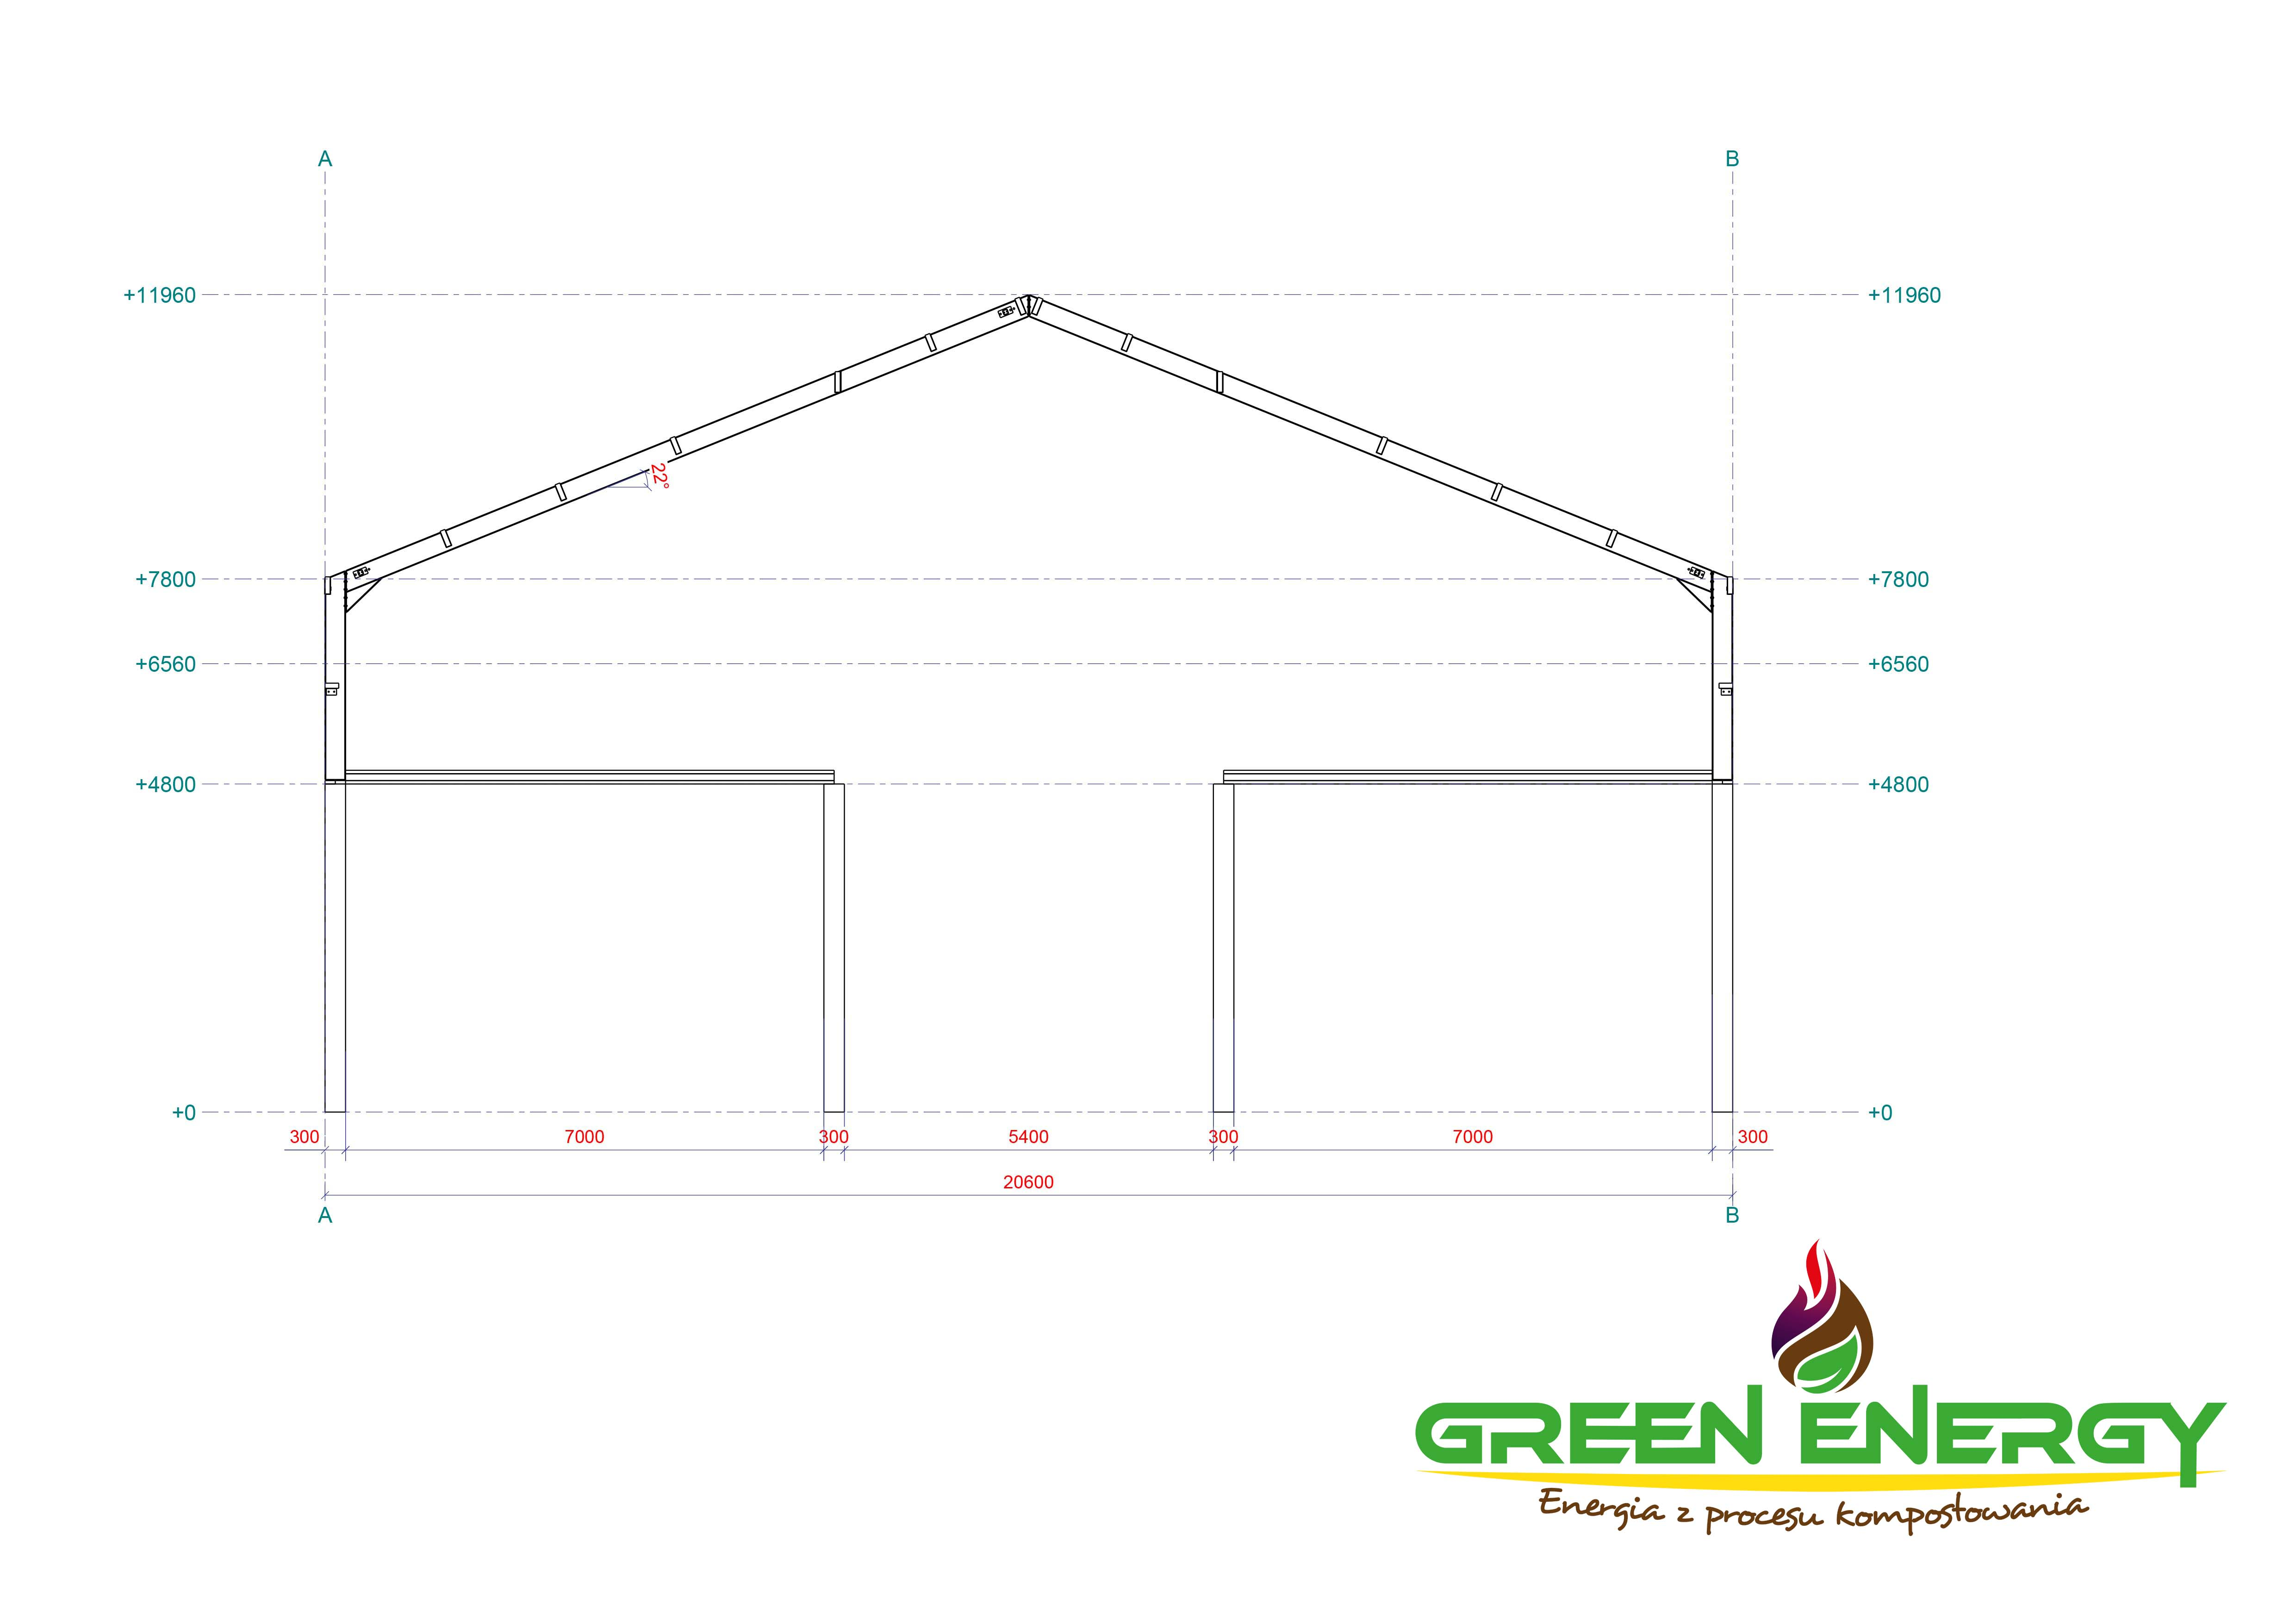 A B
+11960 +11960
22°
+7800 +7800
+6560 +6560
+4800 +4800
+0 +0
300 7000 300 5400 300 7000 300
20600
A B
GREEN ENERGY
Energia z procesu kompostowania